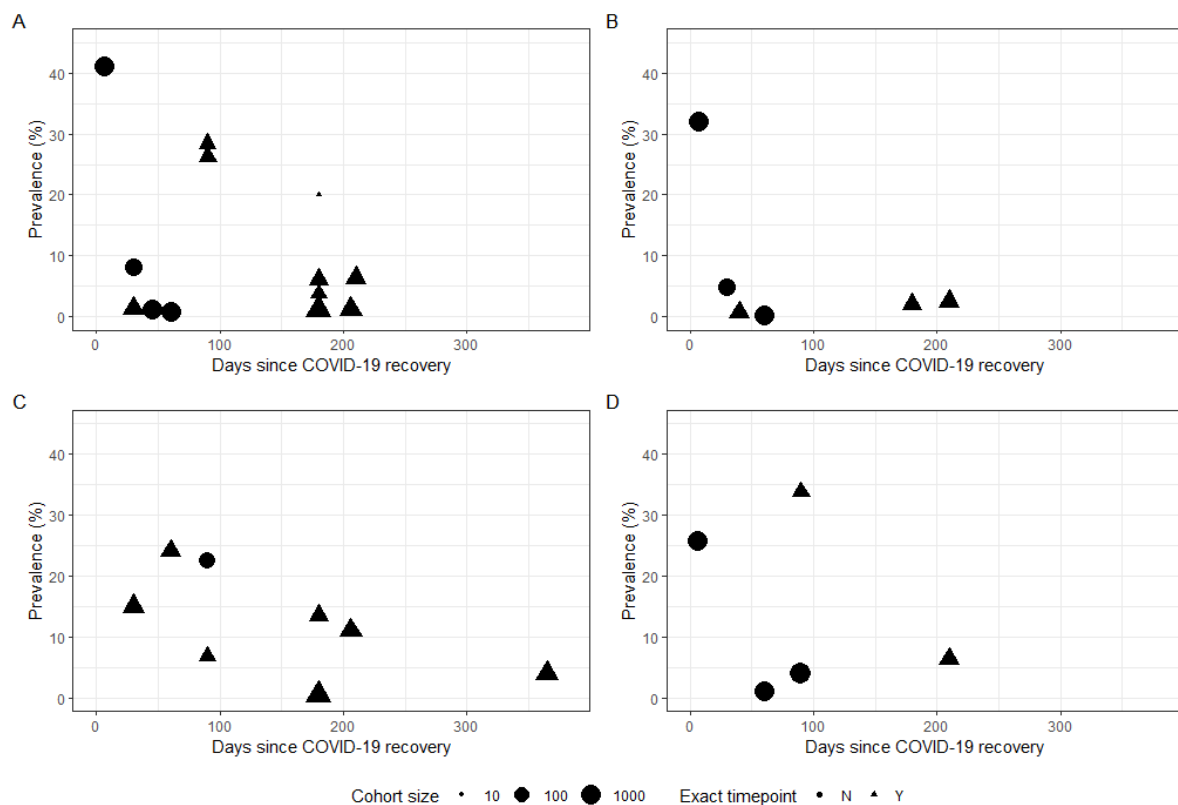 A
Prevalence (%)
40
30
20
10
0
0 100 200 300
Days since COVID-19 recovery
B
Prevalence (%)
40
30
20
10
0
0 100 200 300
Days since COVID-19 recovery
C
Prevalence (%)
40
30
20
10
0
0 100 200 300
Days since COVID-19 recovery
D
Prevalence (%)
40
30
20
10
0
0 100 200 300
Days since COVID-19 recovery
Cohort size 10 100 1000 Exact timepoint N Y